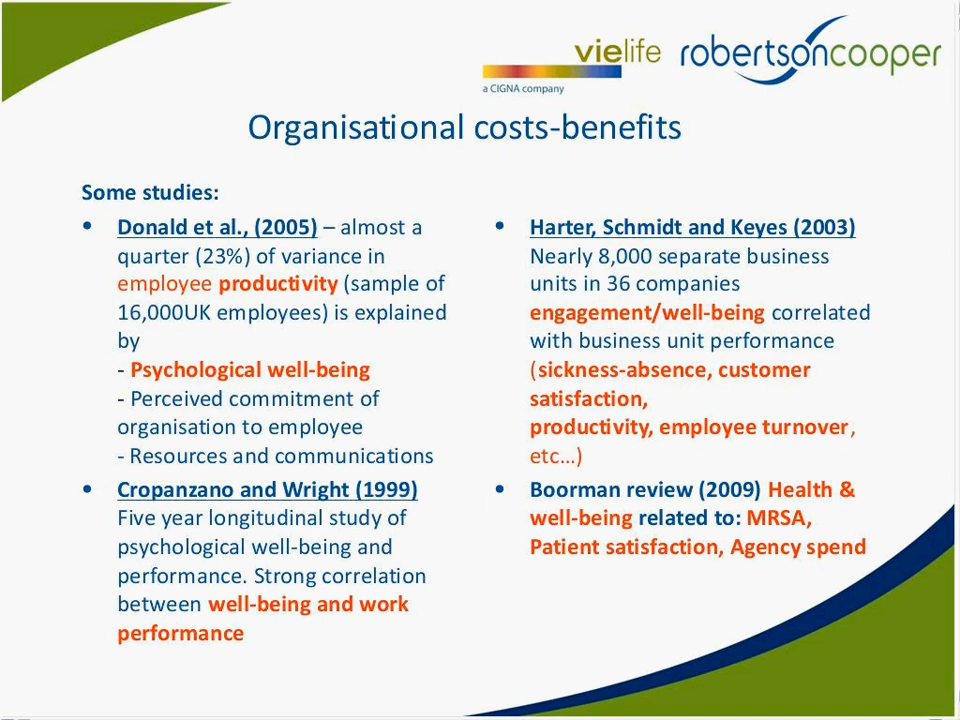 vielife
a CIGNA company
robertsoncooper
Organisational costs-benefits
Some studies:
• Donald et al., (2005) – almost a
quarter (23%) of variance in
employee productivity (sample of
16,000UK employees) is explained
by
- Psychological well-being
- Perceived commitment of
organisation to employee
- Resources and communications
• Cropanzano and Wright (1999)
Five year longitudinal study of
psychological well-being and
performance. Strong correlation
between well-being and work
performance
• Harter, Schmidt and Keyes (2003)
Nearly 8,000 separate business
units in 36 companies
engagement/well-being correlated
with business unit performance
(sickness-absence, customer
satisfaction,
productivity, employee turnover,
etc…)
• Boorman review (2009) Health &
well-being related to: MRSA,
Patient satisfaction, Agency spend